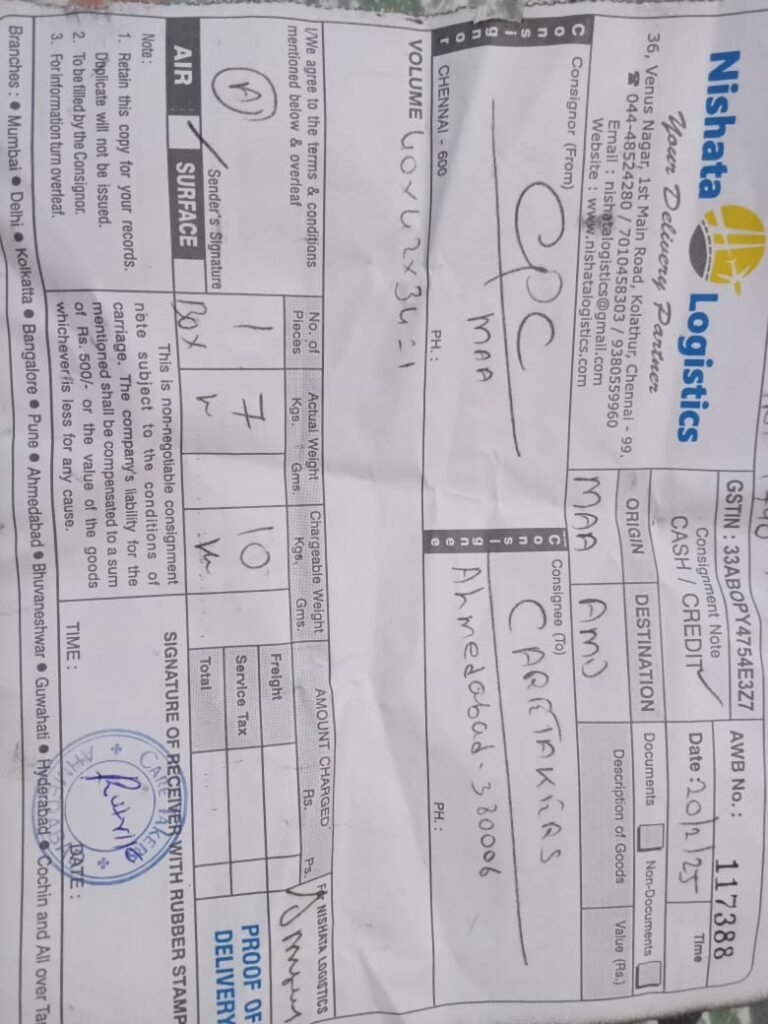 Nishata Logistics
Your Delivery Partner
36, Venus Nagar, 1st Main Road, Kolathur, Chennai - 99.
☎ 044-48524280 / 7010458303 / 9380559960
Email : nishatalogistics@gmail.com
Website : www.nishatalogistics.com
GSTIN : 33ABOPY4754E3Z7
Consignment Note
CASH / CREDIT
AWB No. : 117388
Date : 20/2/25
Time
ORIGIN
DESTINATION
MAA
AMD
Documents
Non-Documents
Description of Goods
Value (Rs.)
Consignor
Consignor (From)
CPC
MAA
CHENNAI - 600
PH. :
Consignee
Consignee (To)
CARETAKERS
Ahmedabad - 380006
PH. :
VOLUME 40x42x34=1
I/We agree to the terms & conditions
mentioned below & overleaf
Sender's Signature
AIR
SURFACE
No. of
Pieces
Actual Weight
Kgs. Gms.
Chargeable Weight
Kgs. Gms.
AMOUNT CHARGED
Rs. Ps.
1
Box
7
10
Freight
Service Tax
Total
For NISHATA LOGISTICS
PROOF OF
DELIVERY
Note :
1. Retain this copy for your records.
Duplicate will not be issued.
2. To be filled by the Consignor.
3. For information turn overleaf.
This is non-negotiable consignment
note subject to the conditions of
carriage. The company's liability for the
mentioned shall be compensated to a sum
of Rs. 500/- or the value of the goods
whichever is less for any cause.
SIGNATURE OF RECEIVER WITH RUBBER STAMP
CARE TAKERS
AHMEDABAD
TIME :
DATE :
Branches : ● Mumbai ● Delhi ● Kolkatta ● Bangalore ● Pune ● Ahmedabad ● Bhuvaneshwar ● Guwahati ● Hyderabad ● Cochin and All over